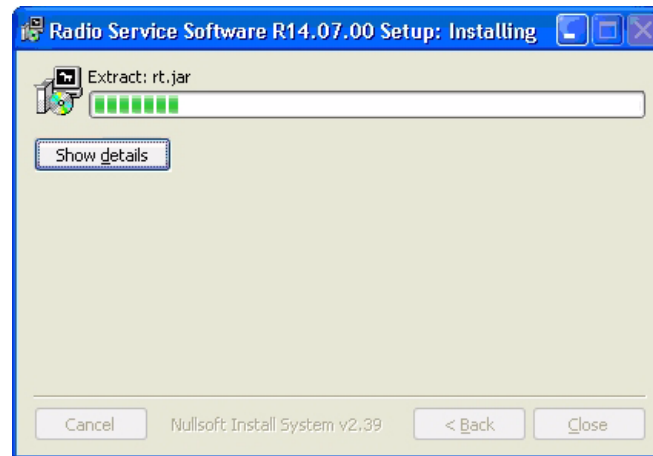 Radio Service Software R14.07.00 Setup: Installing
Extract: rt.jar
Show details
Cancel Nullsoft Install System v2.39 < Back Close